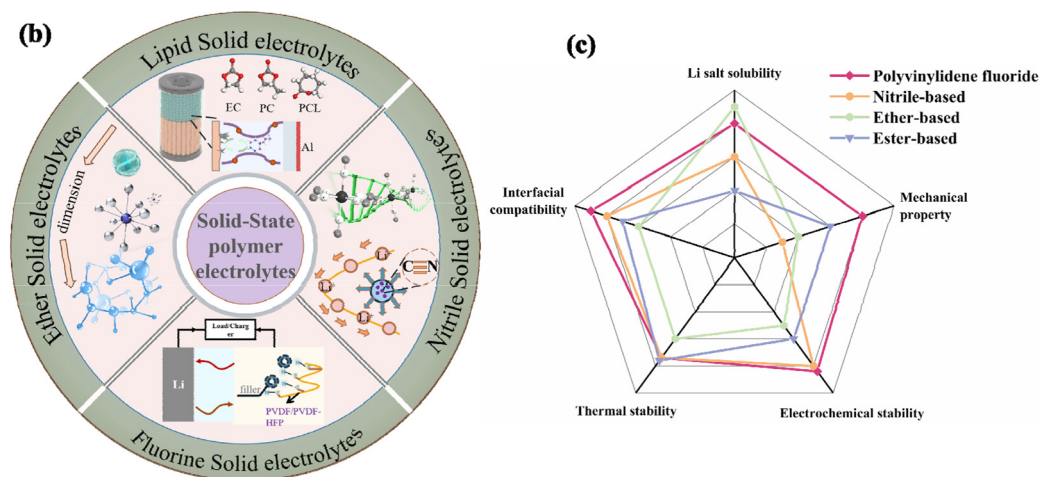 (b)
Lipid Solid electrolytes
EC
PC
PCL
Al
Ether Solid electrolytes
dimension
Solid-State
polymer
electrolytes
Nitrile Solid electrolytes
C≡N
Li
Li
Li
Li
Load/Charg
er
Li
filler
PVDF/PVDF-
HFP
Fluorine Solid electrolytes
(c)
Polyvinylidene fluoride
Nitrile-based
Ether-based
Ester-based
Li salt solubility
Interfacial
compatibility
Mechanical
property
Thermal stability
Electrochemical stability